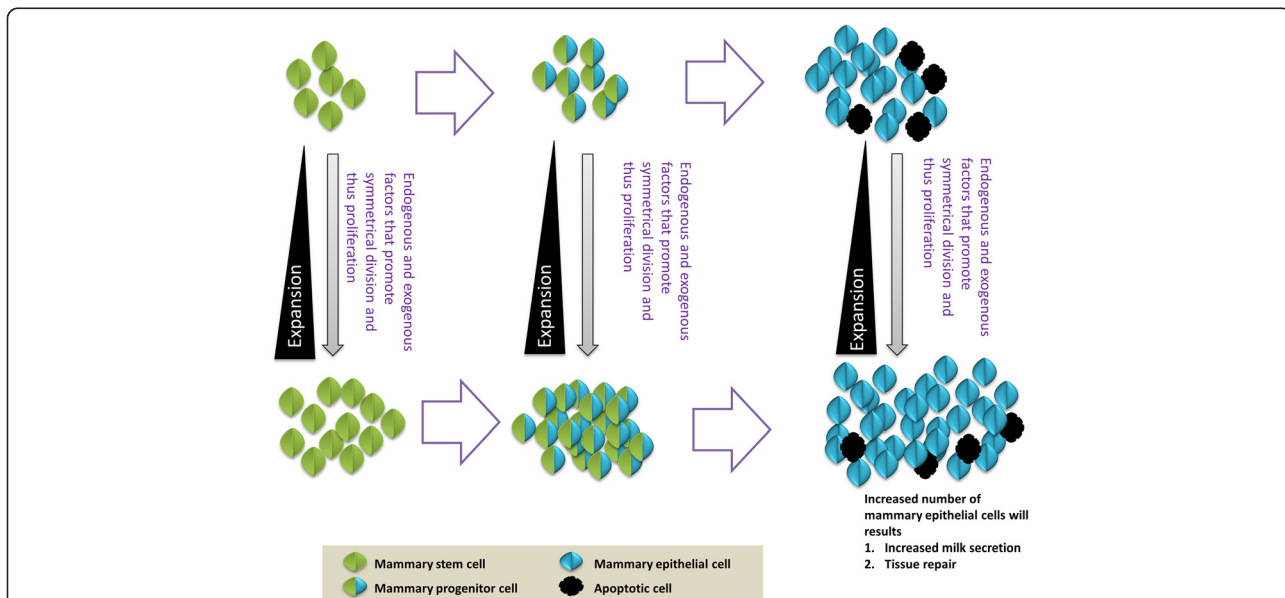 Expansion
Endogenous and exogenous
factors that promote
symmetrical division and
thus proliferation
Expansion
Endogenous and exogenous
factors that promote
symmetrical division and
thus proliferation
Expansion
Endogenous and exogenous
factors that promote
symmetrical division and
thus proliferation
Increased number of
mammary epithelial cells will
results
1. Increased milk secretion
2. Tissue repair
Mammary stem cell
Mammary epithelial cell
Mammary progenitor cell
Apoptotic cell